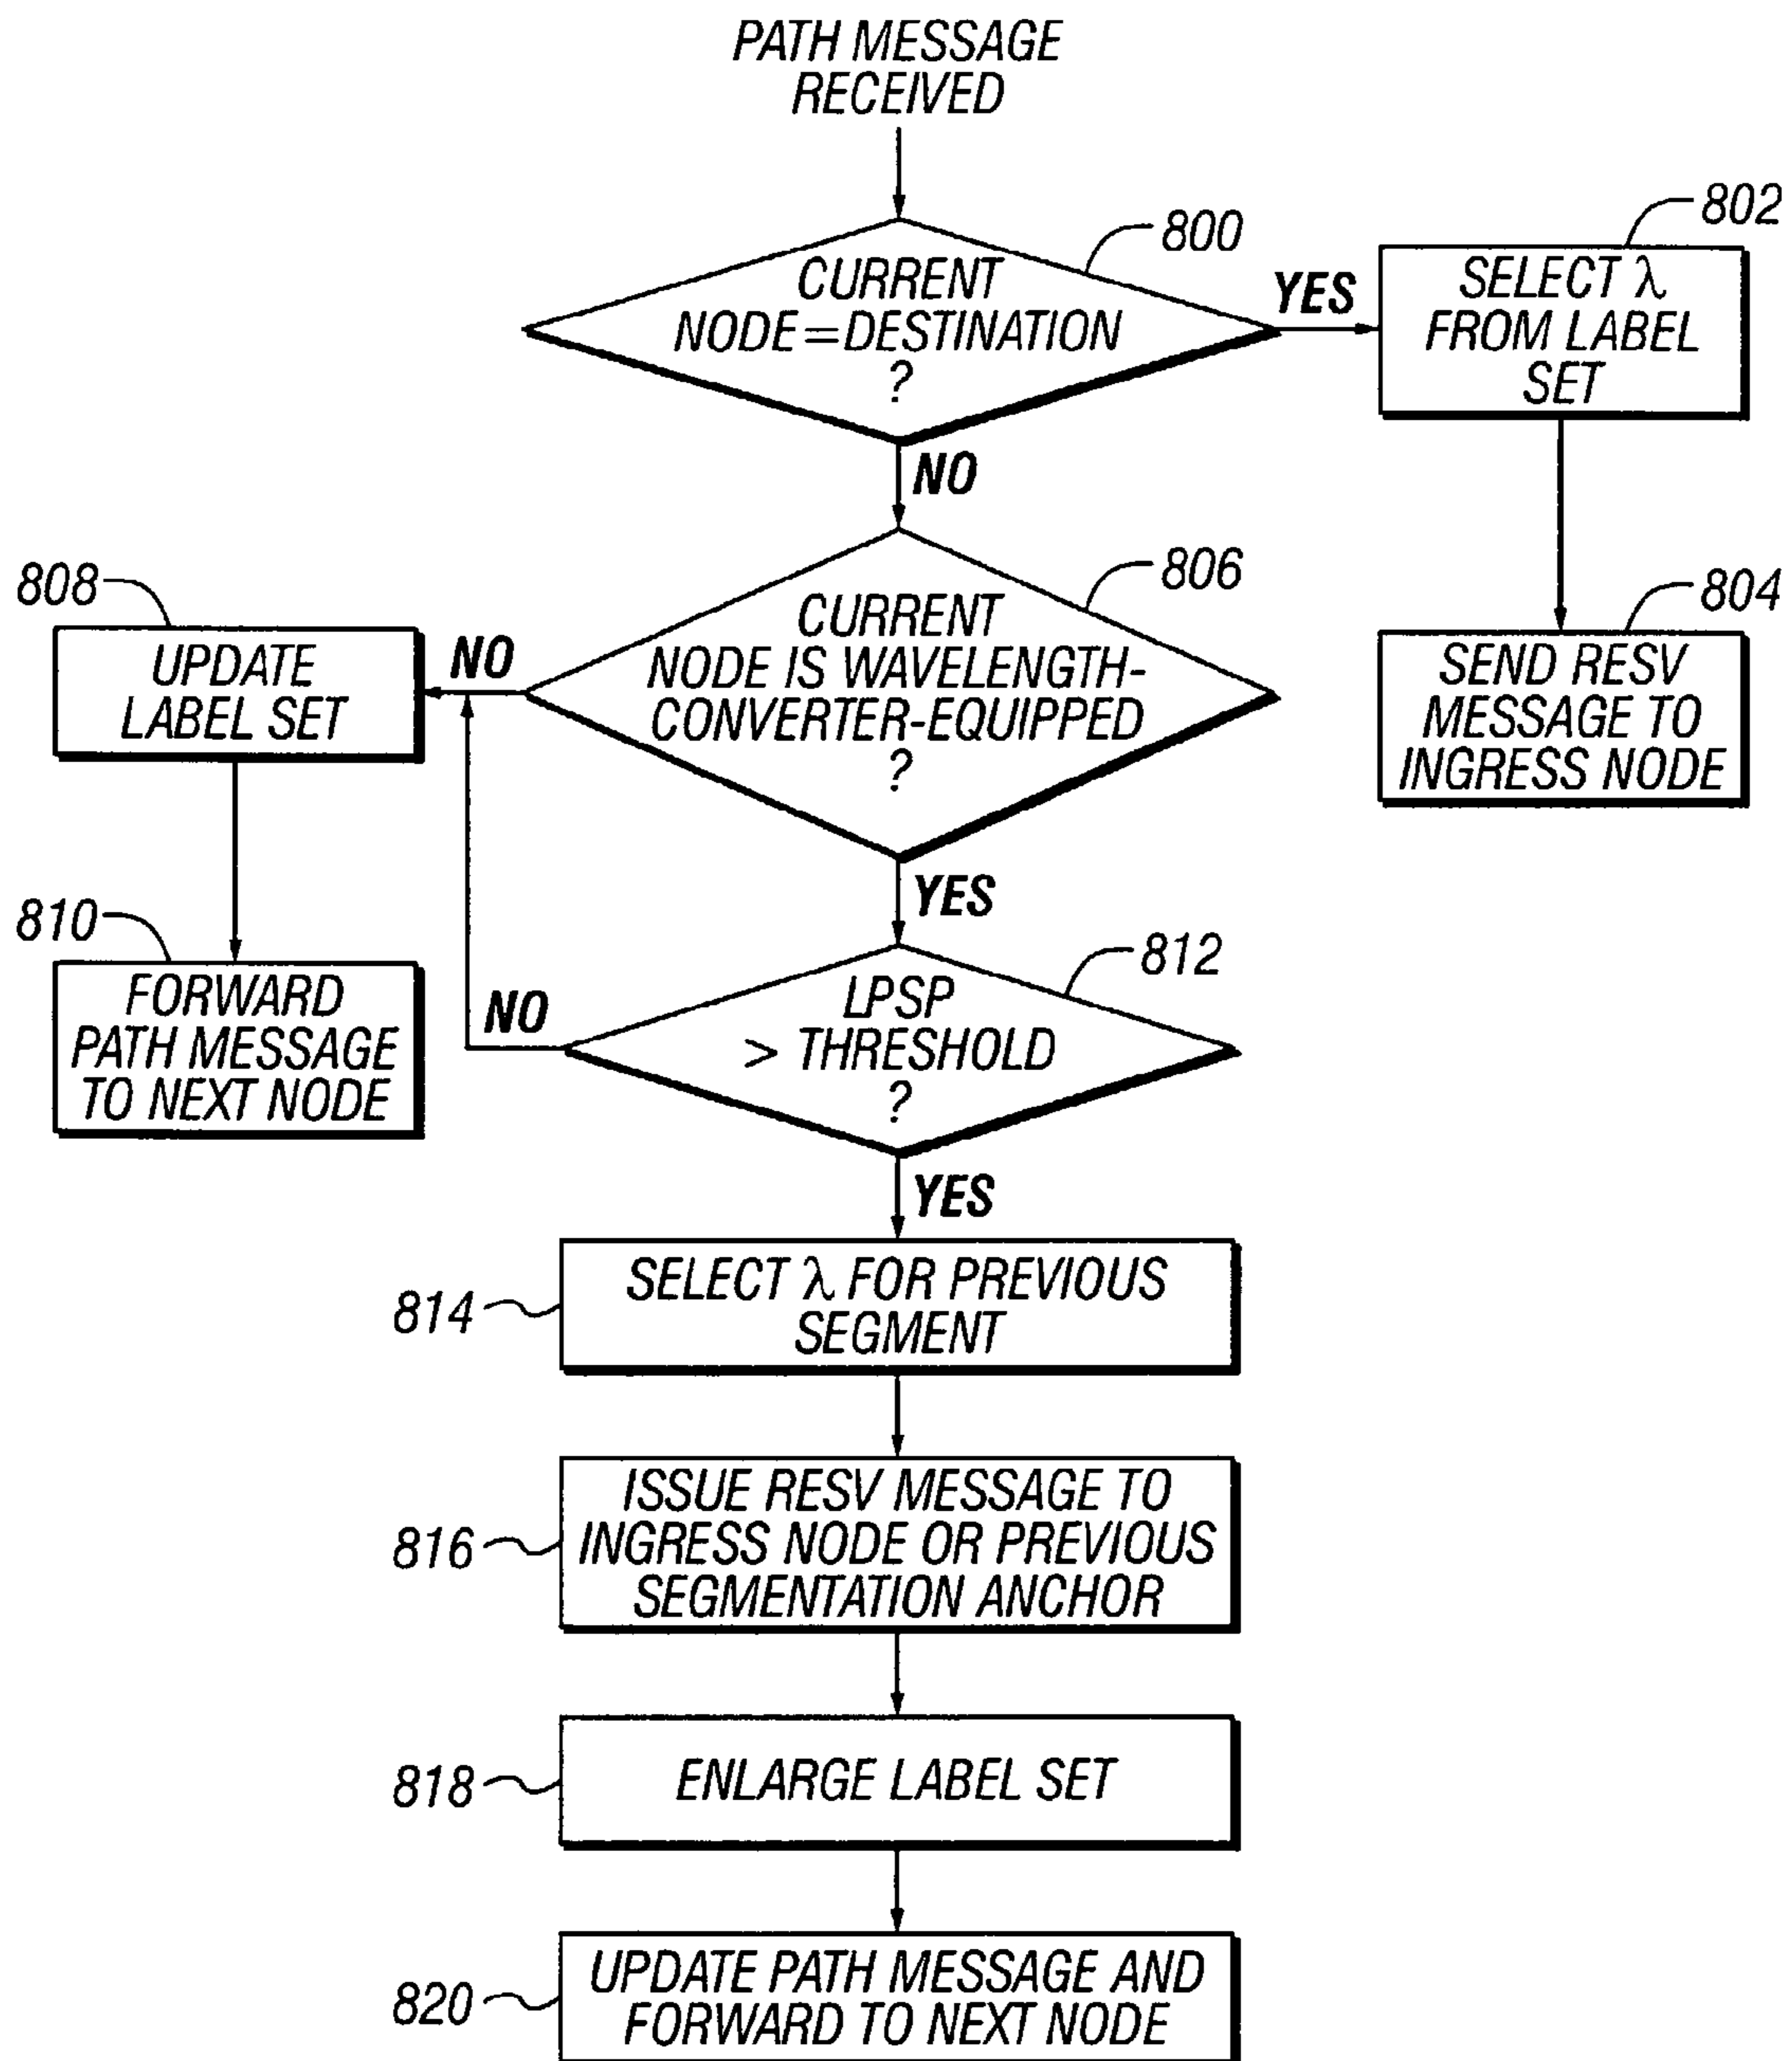 PATH MESSAGE
RECEIVED
800
CURRENT
NODE=DESTINATION
?
YES
802
SELECT λ
FROM LABEL
SET
NO
804
SEND RESV
MESSAGE TO
INGRESS NODE
806
CURRENT
NODE IS WAVELENGTH-
CONVERTER-EQUIPPED
?
NO
808
UPDATE
LABEL SET
810
FORWARD
PATH MESSAGE
TO NEXT NODE
YES
812
LPSP
> THRESHOLD
?
NO
YES
814
SELECT λ FOR PREVIOUS
SEGMENT
816
ISSUE RESV MESSAGE TO
INGRESS NODE OR PREVIOUS
SEGMENTATION ANCHOR
818
ENLARGE LABEL SET
820
UPDATE PATH MESSAGE AND
FORWARD TO NEXT NODE